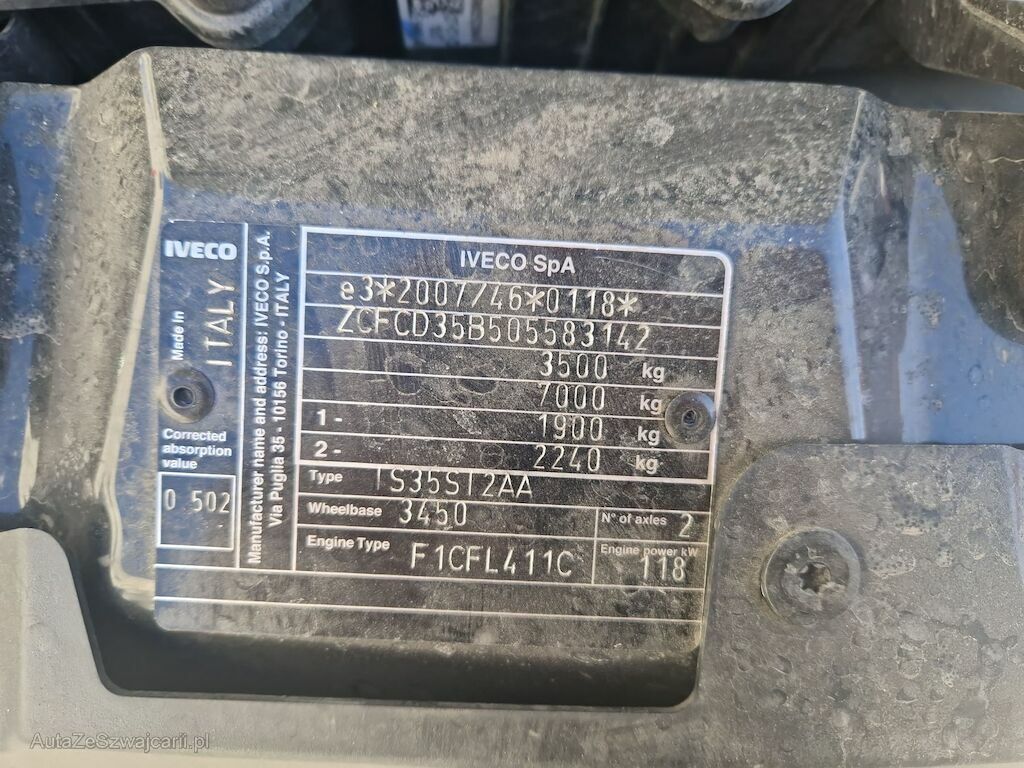 IVECO
Made in
ITALY
Corrected
absorption
value
0 502
Manufacturer name and address: IVECO S.p.A.
Via Puglia 35 - 10156 Torino - ITALY
IVECO SpA
e3*2007/46*0118*
ZCFCD35B505583142
3500 kg
7000 kg
1 - 1900 kg
2 - 2240 kg
Type IS35SI2AA
Wheelbase 3450 N° of axles 2
Engine Type F1CFL411C Engine power kW 118
AutaZeSzwajcarii.pl